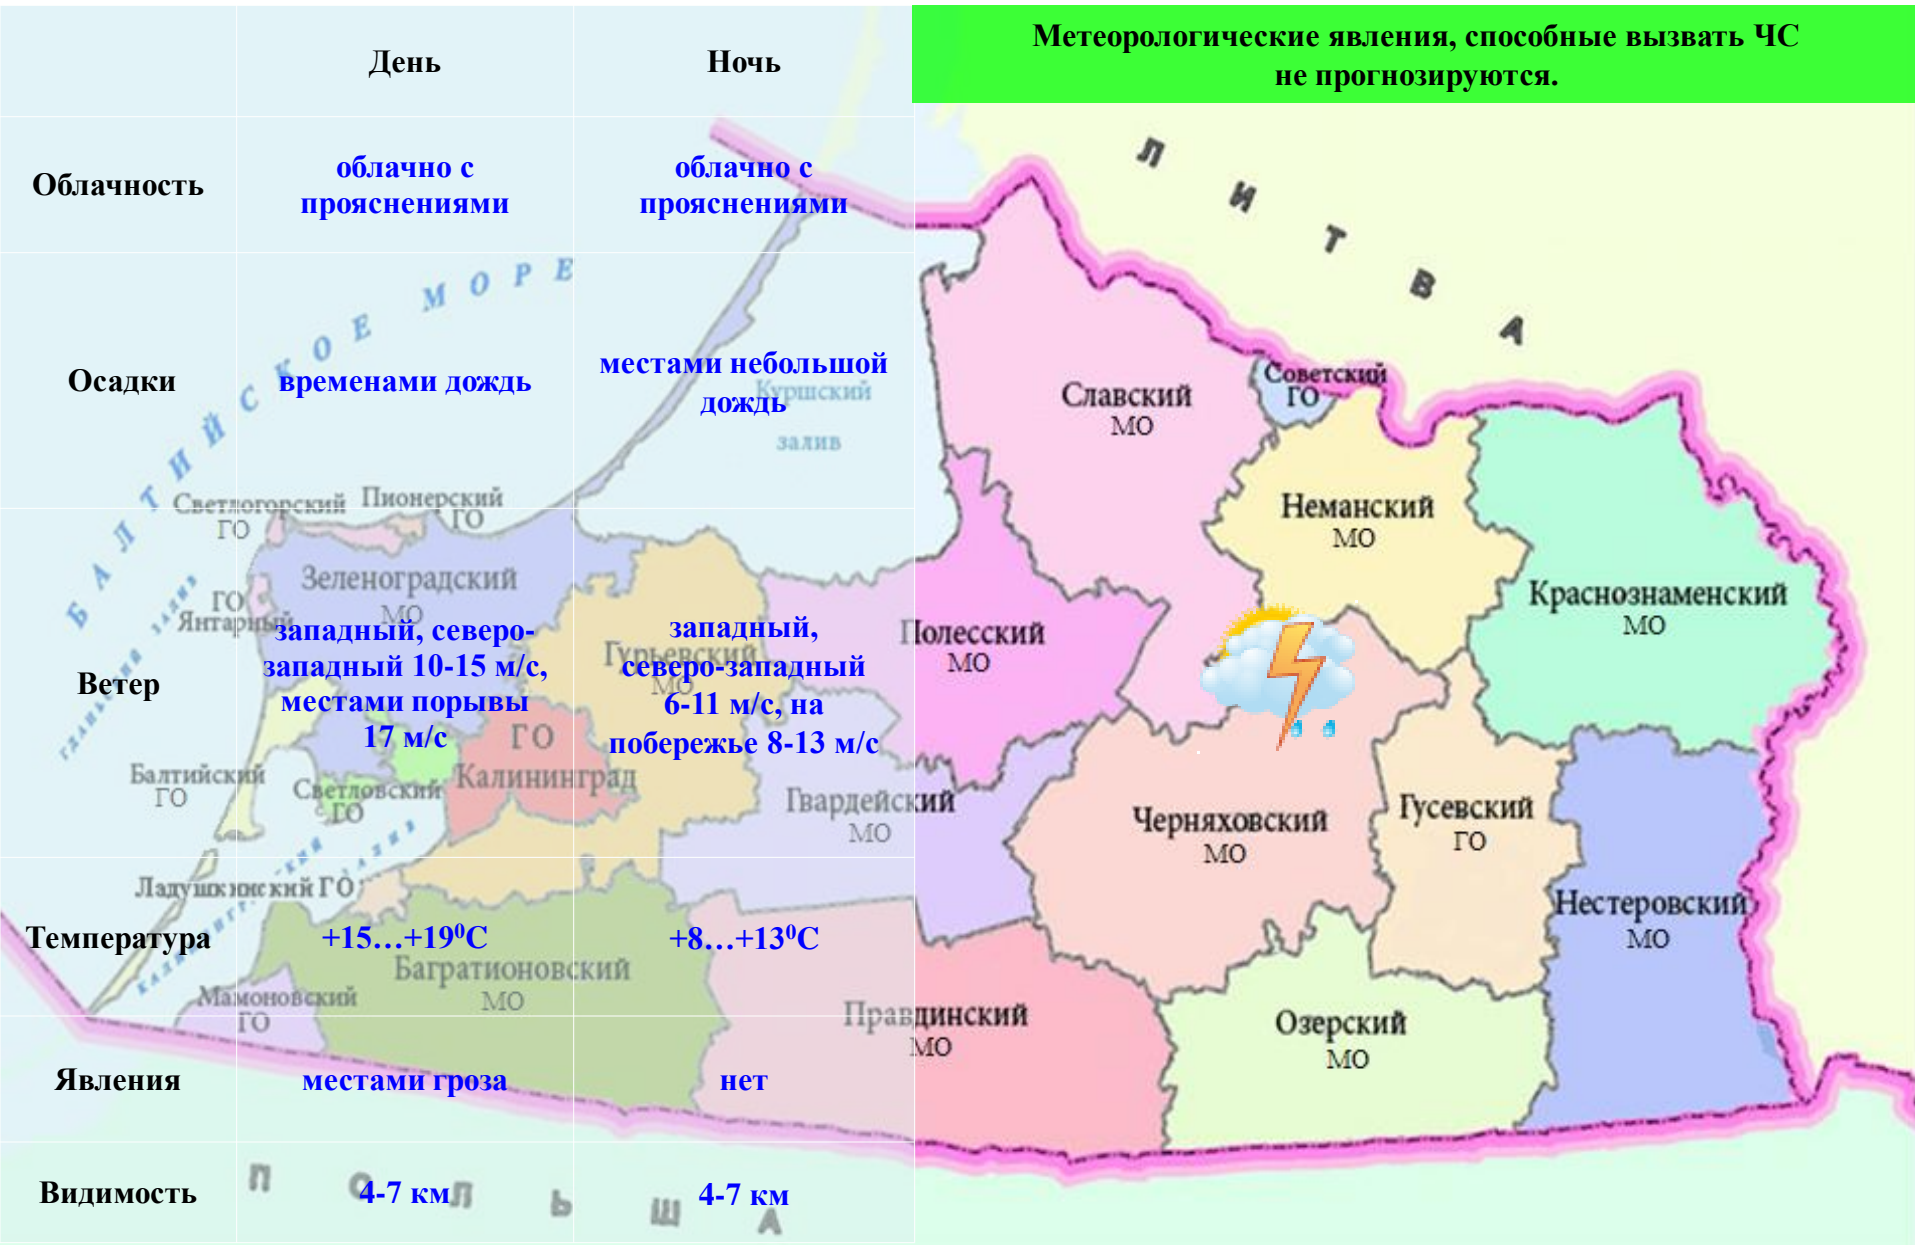 День
Ночь
Метеорологические явления, способные вызвать ЧС
не прогнозируются.
Облачность
облачно с
прояснениями
облачно с
прояснениями
Осадки
временами дождь
местами небольшой
дождь
Ветер
западный, северо-
западный 10-15 м/с,
местами порывы
17 м/с
западный,
северо-западный
6-11 м/с, на
побережье 8-13 м/с
Температура
+15…+19⁰С
+8…+13⁰С
Явления
местами гроза
нет
Видимость
4-7 км
4-7 км
БАЛТИЙСКОЕ МОРЕ
Куршский
залив
ЛИТВА
Светлогорский
ГО
Пионерский
ГО
Зеленоградский
МО
ГО
Янтарный
Гурьевский
МО
ГО
Калининград
Балтийский
ГО
Светловский
ГО
Ладушкинский ГО
Мамоновский
ГО
Багратионовский
МО
Гвардейский
МО
Правдинский
МО
Полесский
МО
Славский
МО
Советский
ГО
Неманский
МО
Краснознаменский
МО
Черняховский
МО
Гусевский
ГО
Нестеровский
МО
Озерский
МО
ПОЛЬША